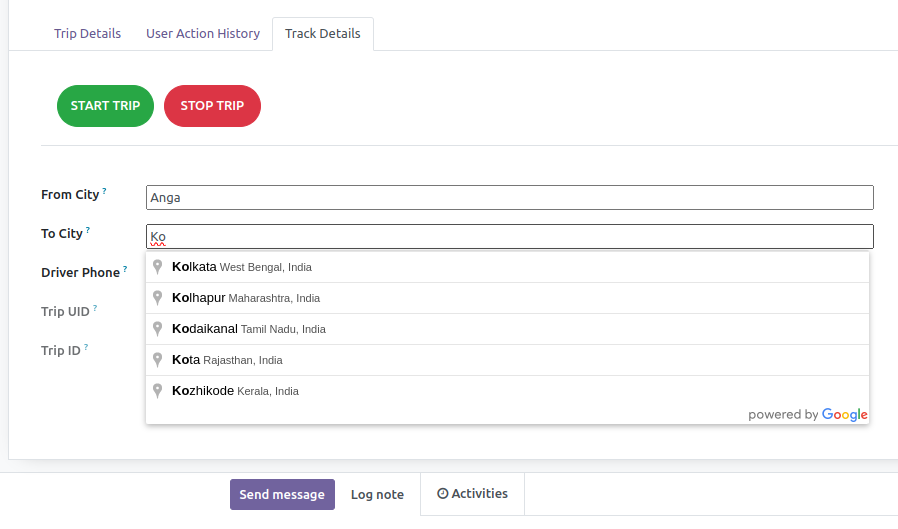 Trip Details User Action History Track Details
START TRIP STOP TRIP
From City ? Anga
To City ? Ko
Driver Phone ?
Kolkata West Bengal, India
Kolhapur Maharashtra, India
Trip UID ?
Kodaikanal Tamil Nadu, India
Trip ID ?
Kota Rajasthan, India
Kozhikode Kerala, India
powered by Google
Send message Log note Activities